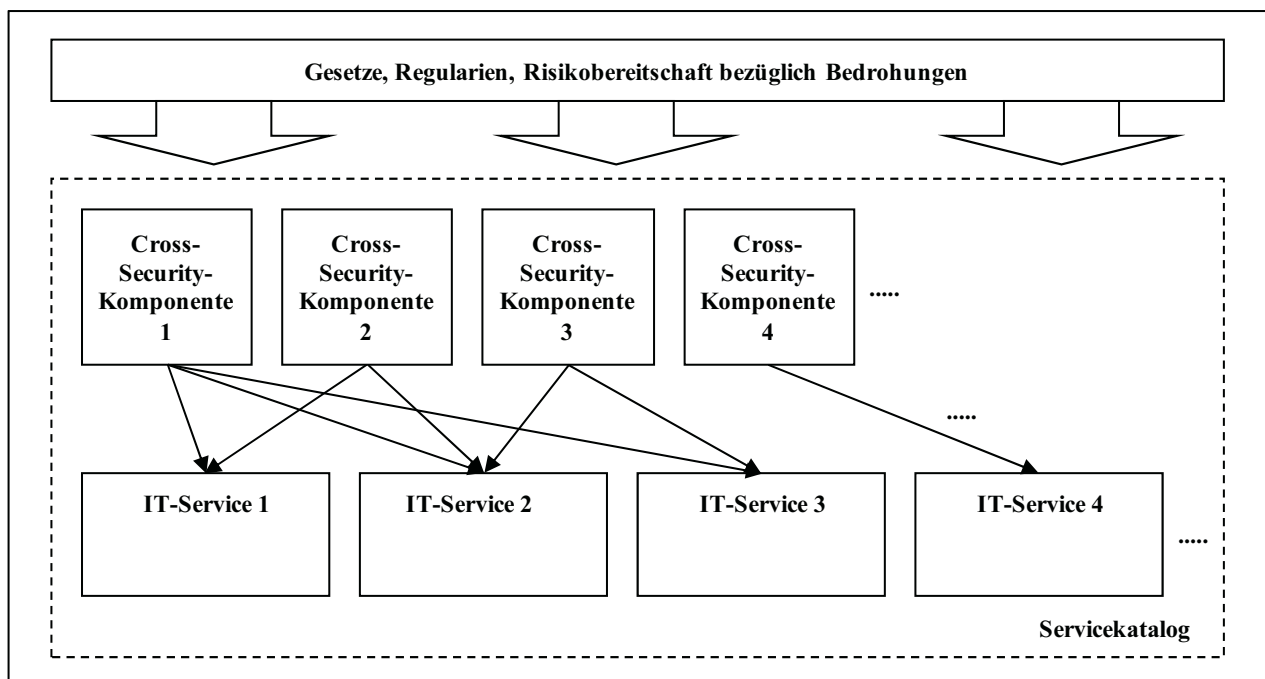 Gesetze, Regularien, Risikobereitschaft bezüglich Bedrohungen
Cross-
Security-
Komponente
1
Cross-
Security-
Komponente
2
Cross-
Security-
Komponente
3
Cross-
Security-
Komponente
4
.....
.....
IT-Service 1
IT-Service 2
IT-Service 3
IT-Service 4
.....
Servicekatalog